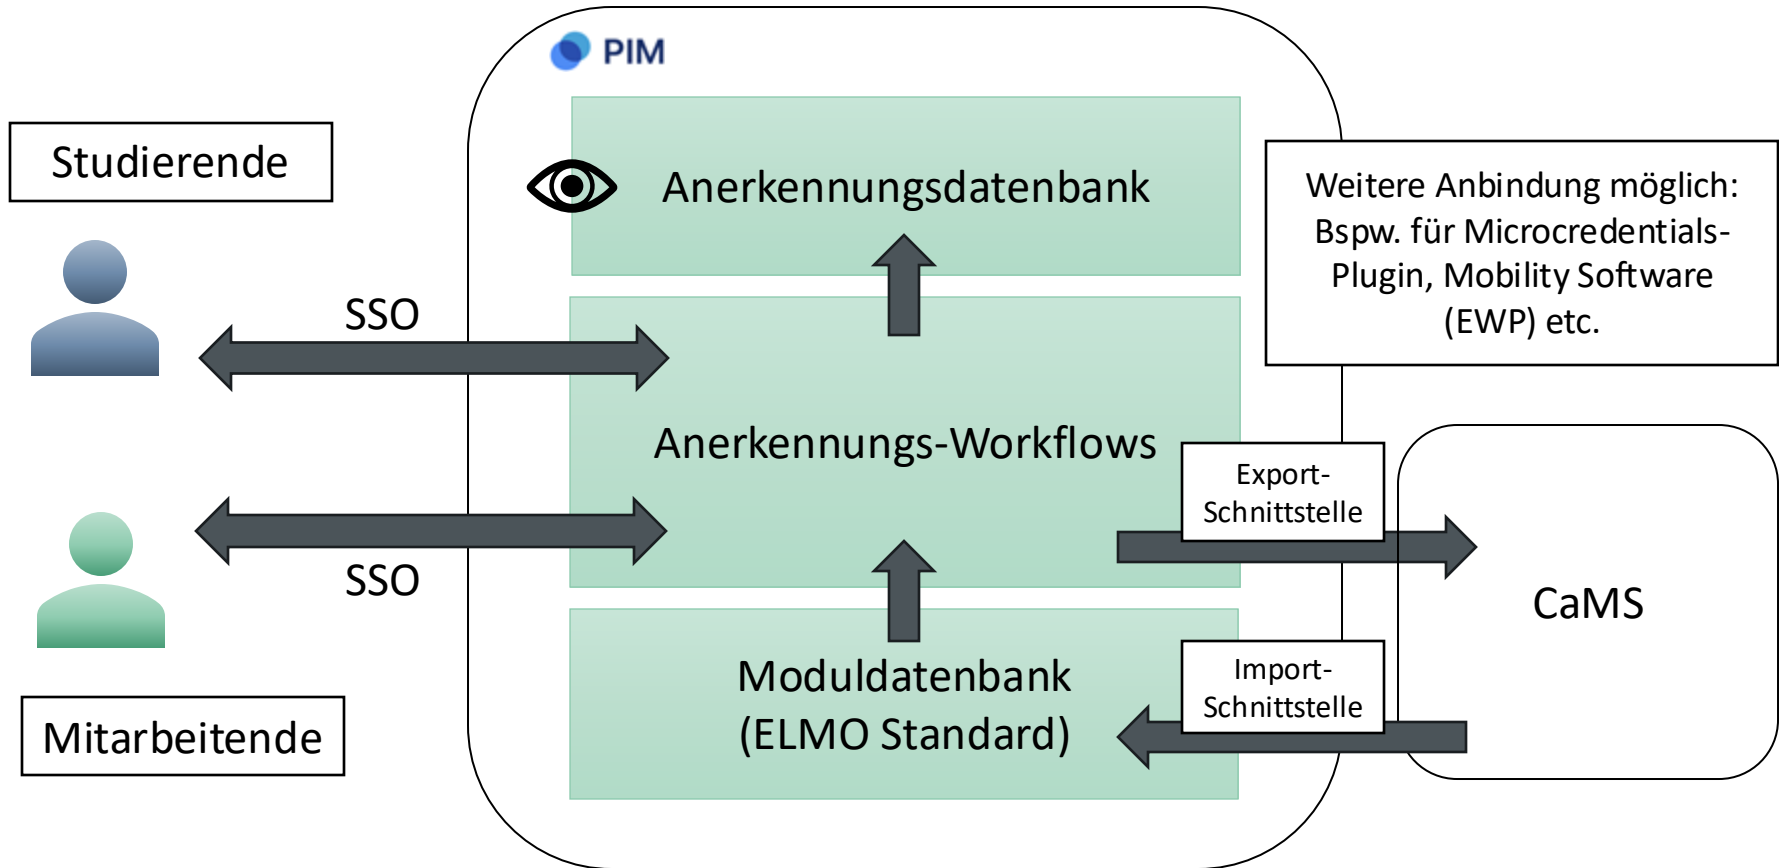 PIM
Studierende
Anerkennungsdatenbank
Weitere Anbindung möglich:
Bspw. für Microcredentials-
Plugin, Mobility Software
(EWP) etc.
SSO
Anerkennungs-Workflows
Export-
Schnittstelle
SSO
CaMS
Moduldatenbank
(ELMO Standard)
Import-
Schnittstelle
Mitarbeitende